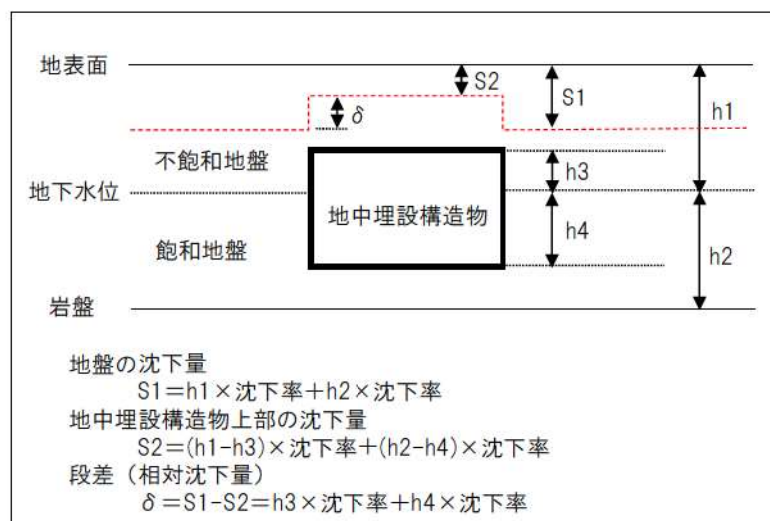 地表面
S2
S1
δ
h1
不飽和地盤
h3
地下水位
地中埋設構造物
h4
飽和地盤
h2
岩盤
地盤の沈下量
S1=h1×沈下率+h2×沈下率
地中埋設構造物上部の沈下量
S2=(h1-h3)×沈下率+(h2-h4)×沈下率
段差（相対沈下量）
δ=S1-S2=h3×沈下率+h4×沈下率